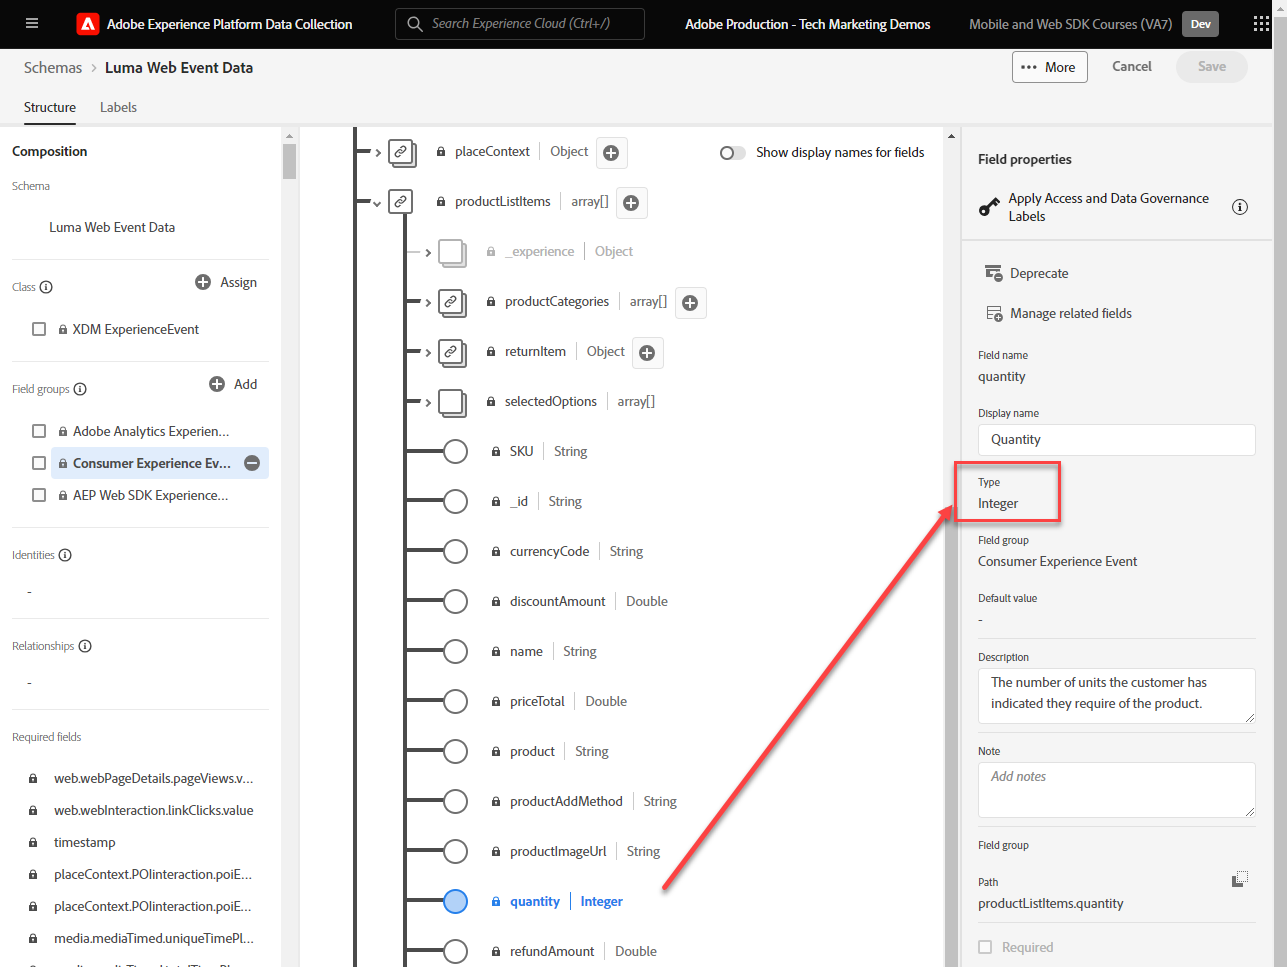 Adobe Experience Platform Data Collection
Search Experience Cloud (Ctrl+/)
Adobe Production - Tech Marketing Demos
Mobile and Web SDK Courses (VA7)
Dev
Schemas > Luma Web Event Data
More
Cancel
Save
Structure
Labels
Composition
Schema
Luma Web Event Data
Class
Assign
XDM ExperienceEvent
Field groups
Add
Adobe Analytics Experien...
Consumer Experience Ev...
AEP Web SDK Experience...
Identities
-
Relationships
-
Required fields
web.webPageDetails.pageViews.v...
web.webInteraction.linkClicks.value
timestamp
placeContext.POIinteraction.poiE...
placeContext.POIinteraction.poiE...
media.mediaTimed.uniqueTimePl...
placeContext | Object
Show display names for fields
productListItems | array[]
_experience | Object
productCategories | array[]
returnItem | Object
selectedOptions | array[]
SKU | String
_id | String
currencyCode | String
discountAmount | Double
name | String
priceTotal | Double
product | String
productAddMethod | String
productImageUrl | String
quantity | Integer
refundAmount | Double
Field properties
Apply Access and Data Governance
Labels
Deprecate
Manage related fields
Field name
quantity
Display name
Quantity
Type
Integer
Field group
Consumer Experience Event
Default value
-
Description
The number of units the customer has
indicated they require of the product.
Note
Add notes
Field group
Path
productListItems.quantity
Required